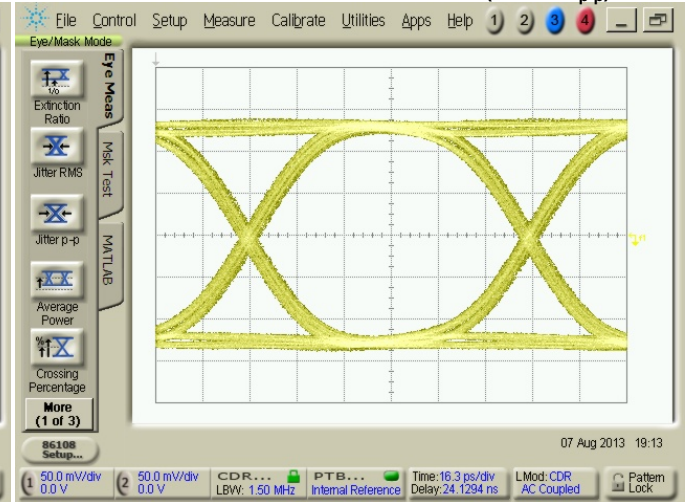 File Control Setup Measure Calibrate Utilities Apps Help 1 2 3 4
Eye/Mask Mode
Eye Meas
Msk Test
MATLAB
1/0
Extinction
Ratio
Jitter RMS
Jitter p-p
Average
Power
%
Crossing
Percentage
More
(1 of 3)
07 Aug 2013 19:13
86108
Setup...
1 50.0 mV/div
0.0 V
2 50.0 mV/div
0.0 V
CDR...
LBW: 1.50 MHz
PTB...
Internal Reference
Time:16.3 ps/div
Delay:24.1294 ns
LMod:CDR
AC Coupled
Pattern
Lock